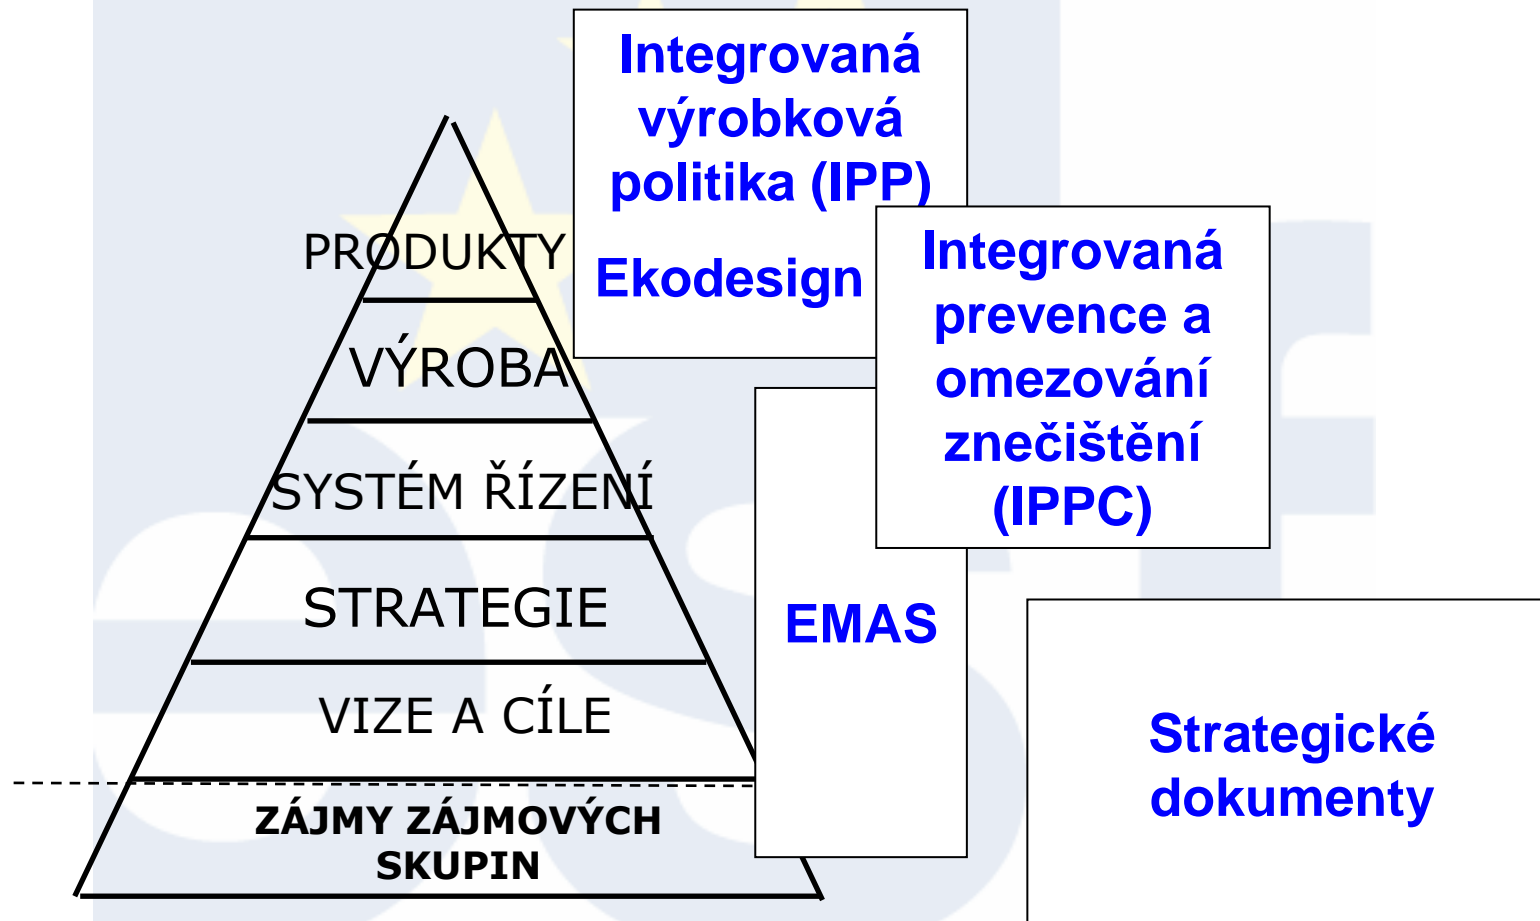 Integrovaná
výrobková
politika (IPP)
Ekodesign
Integrovaná
prevence a
omezování
znečištění
(IPPC)
EMAS
Strategické
dokumenty
PRODUKTY
VÝROBA
SYSTÉM ŘÍZENÍ
STRATEGIE
VIZE A CÍLE
ZÁJMY ZÁJMOVÝCH
SKUPIN
esf